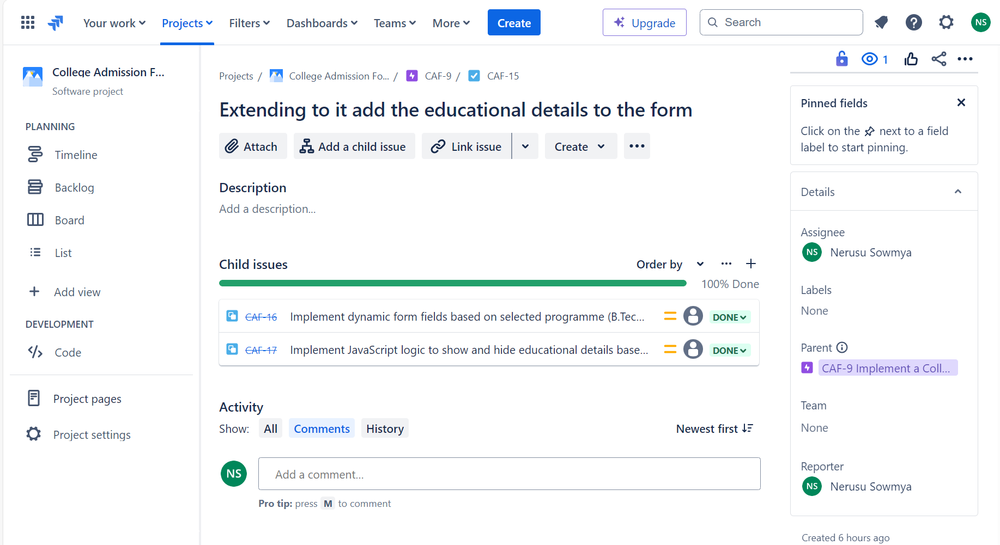 Your work Projects Filters Dashboards Teams More Create Upgrade Search NS
College Admission F...
Software project
PLANNING
Timeline
Backlog
Board
List
Add view
DEVELOPMENT
Code
Project pages
Project settings
Projects / College Admission Fo... / CAF-9 / CAF-15
Extending to it add the educational details to the form
Attach Add a child issue Link issue Create
Description
Add a description...
Child issues Order by
100% Done
CAF-16 Implement dynamic form fields based on selected programme (B.Tec... DONE
CAF-17 Implement JavaScript logic to show and hide educational details base... DONE
Activity
Show: All Comments History Newest first
NS Add a comment...
Pro tip: press M to comment
1
Pinned fields
Click on the next to a field
label to start pinning.
Details
Assignee
NS Nerusu Sowmya
Labels
None
Parent
CAF-9 Implement a Coll...
Team
None
Reporter
NS Nerusu Sowmya
Created 6 hours ago